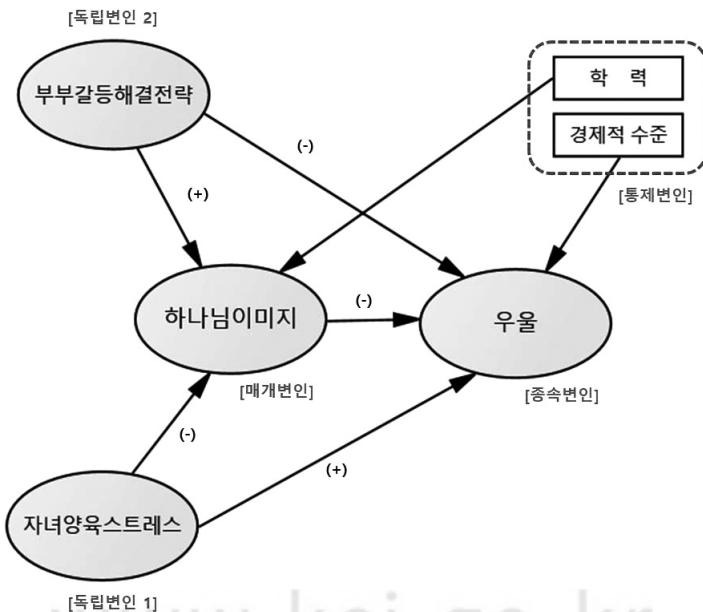 [독립변인 2]
부부갈등해결전략
학 력
경제적 수준
[통제변인]
(-)
(+)
하나님이미지
(-)
우울
[매개변인]
[종속변인]
(-)
(+)
자녀양육스트레스
[독립변인 1]